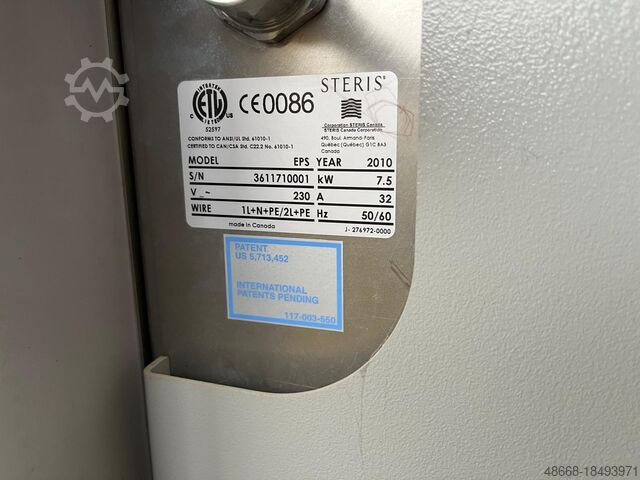 INTERTEK
ETL
C US
LISTED
52597
CE0086
STERIS®
Corporation STERIS Canada
STERIS Canada Corporation
490, Boul. Armand-Paris
Québec (Québec) G1C 8A3
Canada
CONFORMS TO ANSI/UL Std. 61010-1
CERTIFIED TO CAN/CSA Std. C22.2 No. 61010-1
MODEL EPS YEAR 2010
S/N 3611710001 kW 7.5
V ~ 230 A 32
WIRE 1L+N+PE/2L+PE Hz 50/60
made in Canada J- 276972-0000
PATENT
US 5,713,452
INTERNATIONAL
PATENTS PENDING
117-003-550
48668-18493971